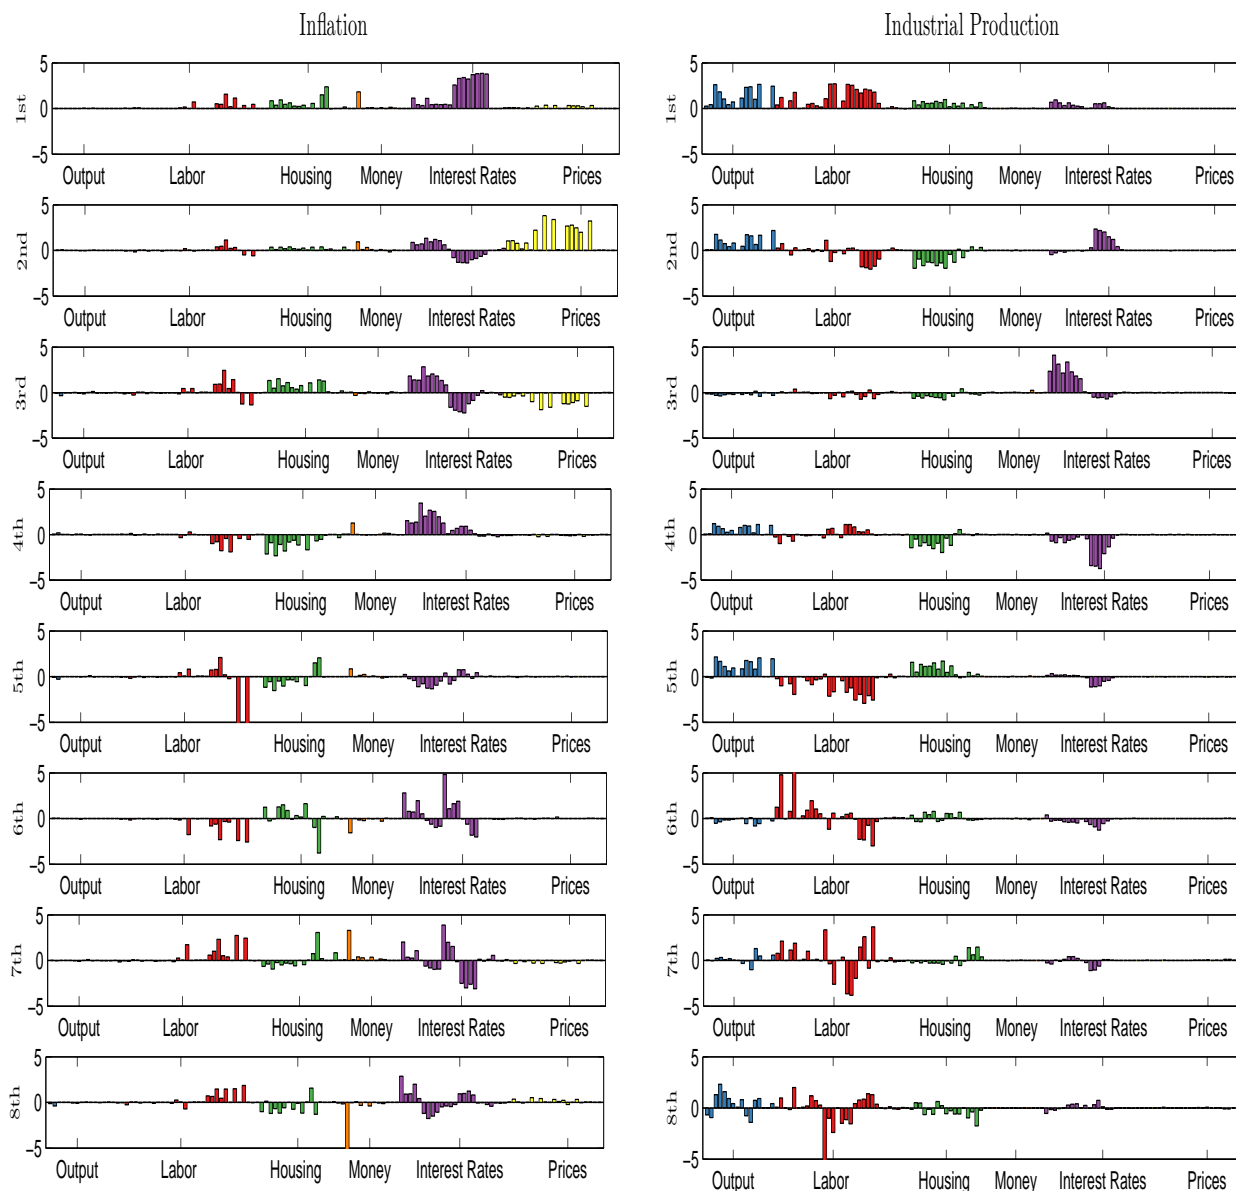 Inflation
5
0
−5
1st
Output Labor Housing Money Interest Rates Prices
5
0
−5
2nd
Output Labor Housing Money Interest Rates Prices
5
0
−5
3rd
Output Labor Housing Money Interest Rates Prices
5
0
−5
4th
Output Labor Housing Money Interest Rates Prices
5
0
−5
5th
Output Labor Housing Money Interest Rates Prices
5
0
−5
6th
Output Labor Housing Money Interest Rates Prices
5
0
−5
7th
Output Labor Housing Money Interest Rates Prices
5
0
−5
8th
Output Labor Housing Money Interest Rates Prices
Industrial Production
5
0
−5
1st
Output Labor Housing Money Interest Rates Prices
5
0
−5
2nd
Output Labor Housing Money Interest Rates Prices
5
0
−5
3rd
Output Labor Housing Money Interest Rates Prices
5
0
−5
4th
Output Labor Housing Money Interest Rates Prices
5
0
−5
5th
Output Labor Housing Money Interest Rates Prices
5
0
−5
6th
Output Labor Housing Money Interest Rates Prices
5
0
−5
7th
Output Labor Housing Money Interest Rates Prices
5
0
−5
8th
Output Labor Housing Money Interest Rates Prices